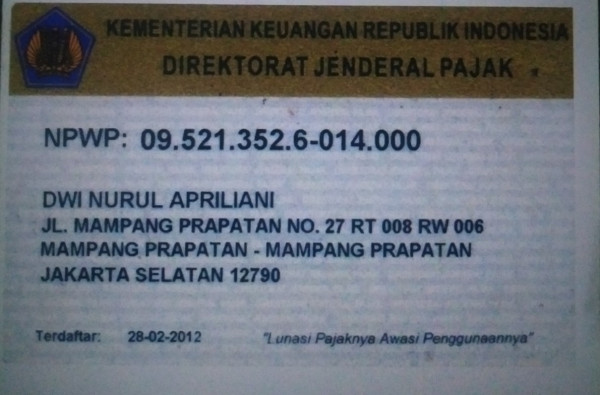 KEMENTERIAN KEUANGAN REPUBLIK INDONESIA
DIREKTORAT JENDERAL PAJAK
NPWP: 09.521.352.6-014.000
DWI NURUL APRILIANI
JL. MAMPANG PRAPATAN NO. 27 RT 008 RW 006
MAMPANG PRAPATAN - MAMPANG PRAPATAN
JAKARTA SELATAN 12790
Terdaftar: 28-02-2012 "Lunasi Pajaknya Awasi Penggunaannya"